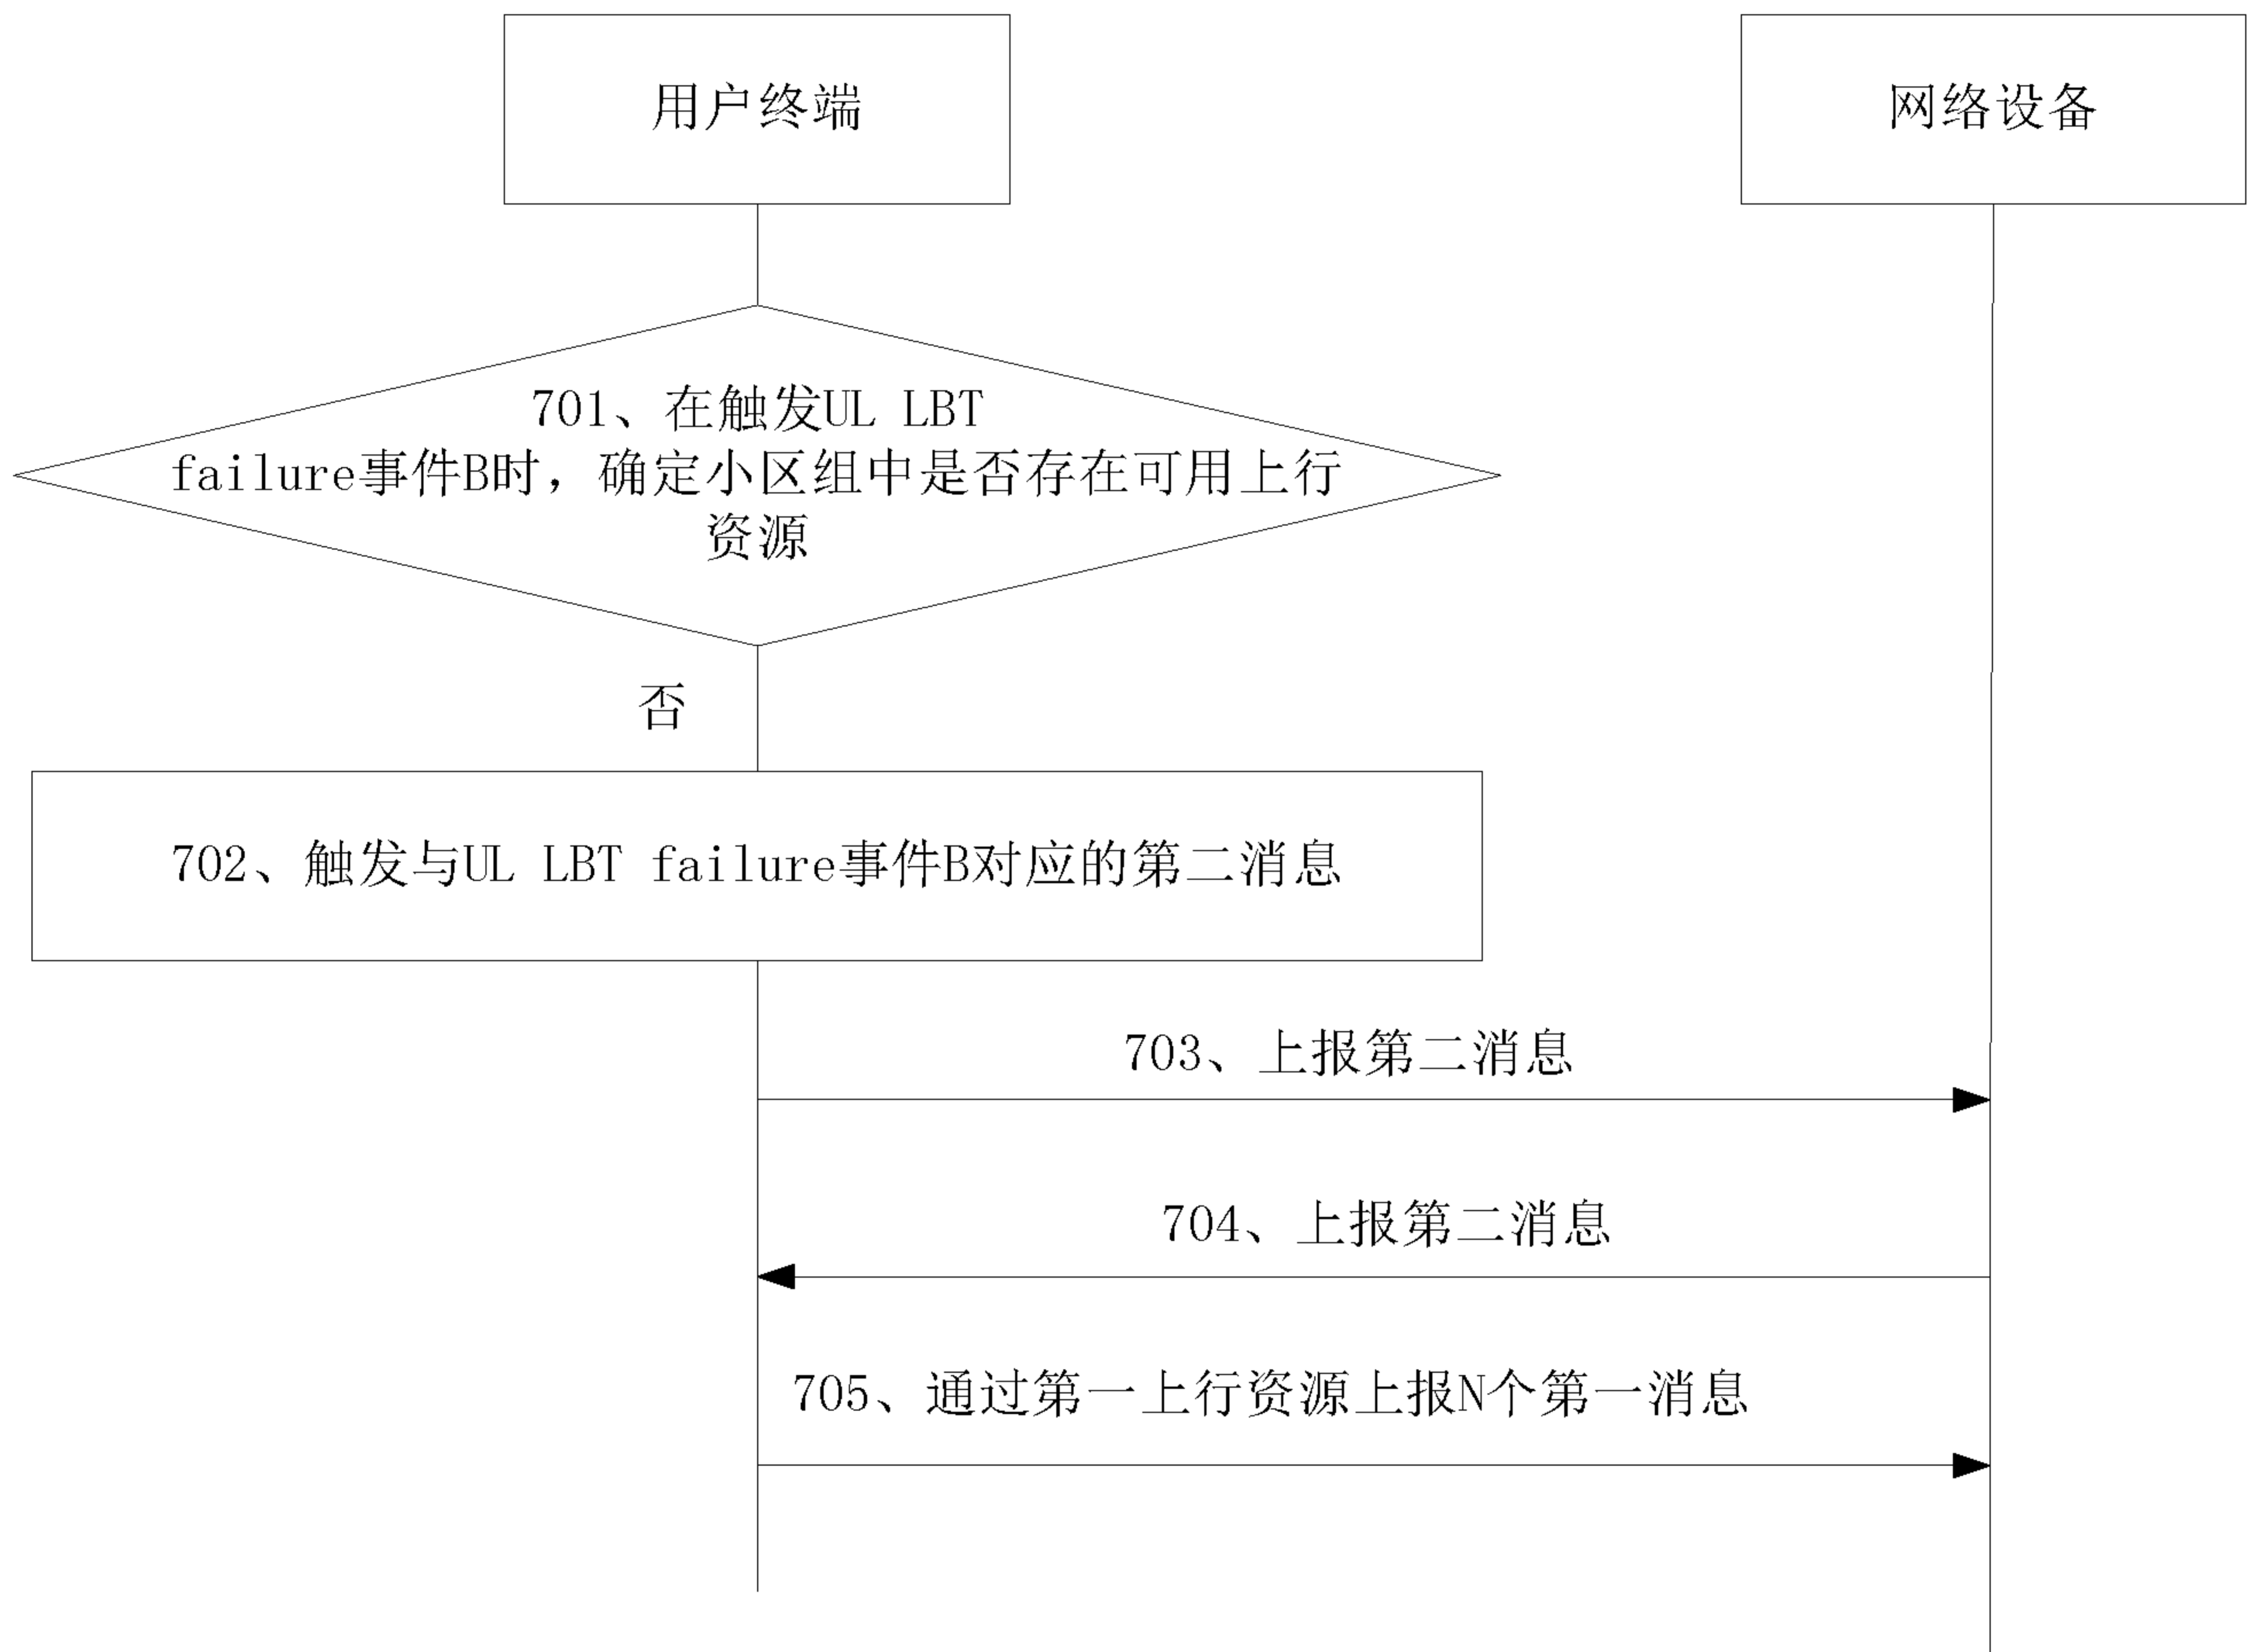 用户终端
网络设备
701、在触发UL LBT
failure事件B时，确定小区组中是否存在可用上行
资源
否
702、触发与UL LBT failure事件B对应的第二消息
703、上报第二消息
704、上报第二消息
705、通过第一上行资源上报N个第一消息